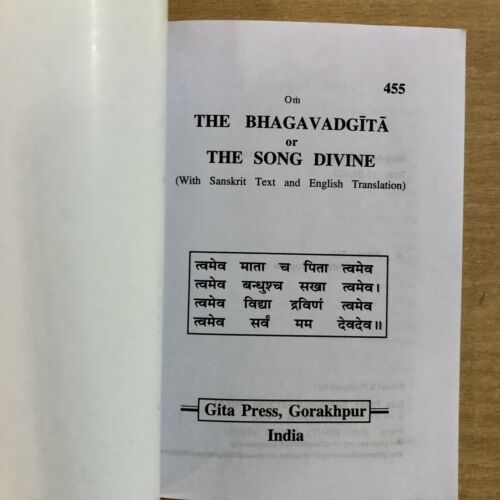 455
Oṁ
THE BHAGAVADGĪTĀ
or
THE SONG DIVINE
(With Sanskrit Text and English Translation)
त्वमेव माता च पिता त्वमेव
त्वमेव बन्धुश्च सखा त्वमेव।
त्वमेव विद्या द्रविणं त्वमेव
त्वमेव सर्वं मम देवदेव॥
Gita Press, Gorakhpur
India